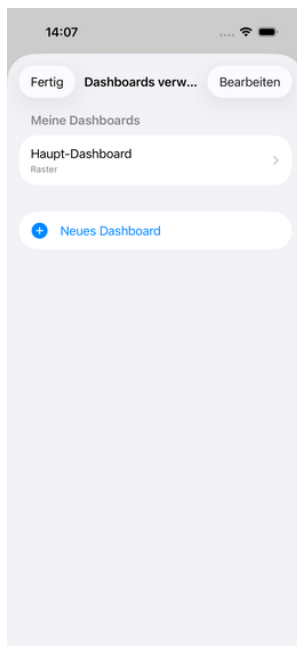 14:07
Fertig
Dashboards verw...
Bearbeiten
Meine Dashboards
Haupt-Dashboard
Raster
Neues Dashboard